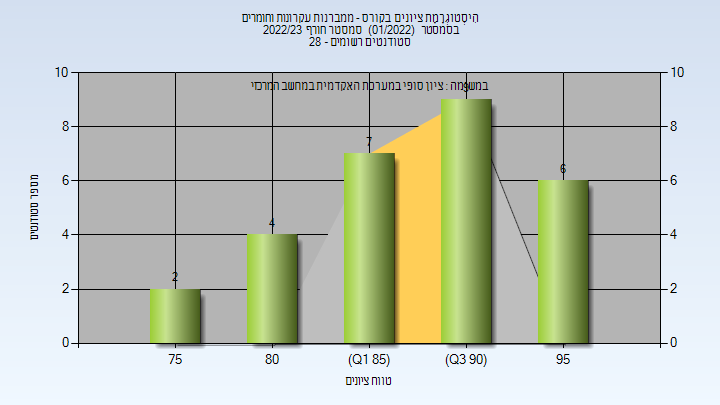 היסטוגרמת ציונים בקורס - ממברנות עקרונות וחומרים
בסמסטר (01/2022) סמסטר חורף 2022/23
סטודנטים רשומים - 28
במשימה : ציון סופי במערכת האקדמית במחשב המרכזי
10 10
8 8
6 6
4 4
2 2
0 0
2 4 7 9 6
מספר סטודנטים
75 80 (Q1 85) (Q3 90) 95
טווח ציונים